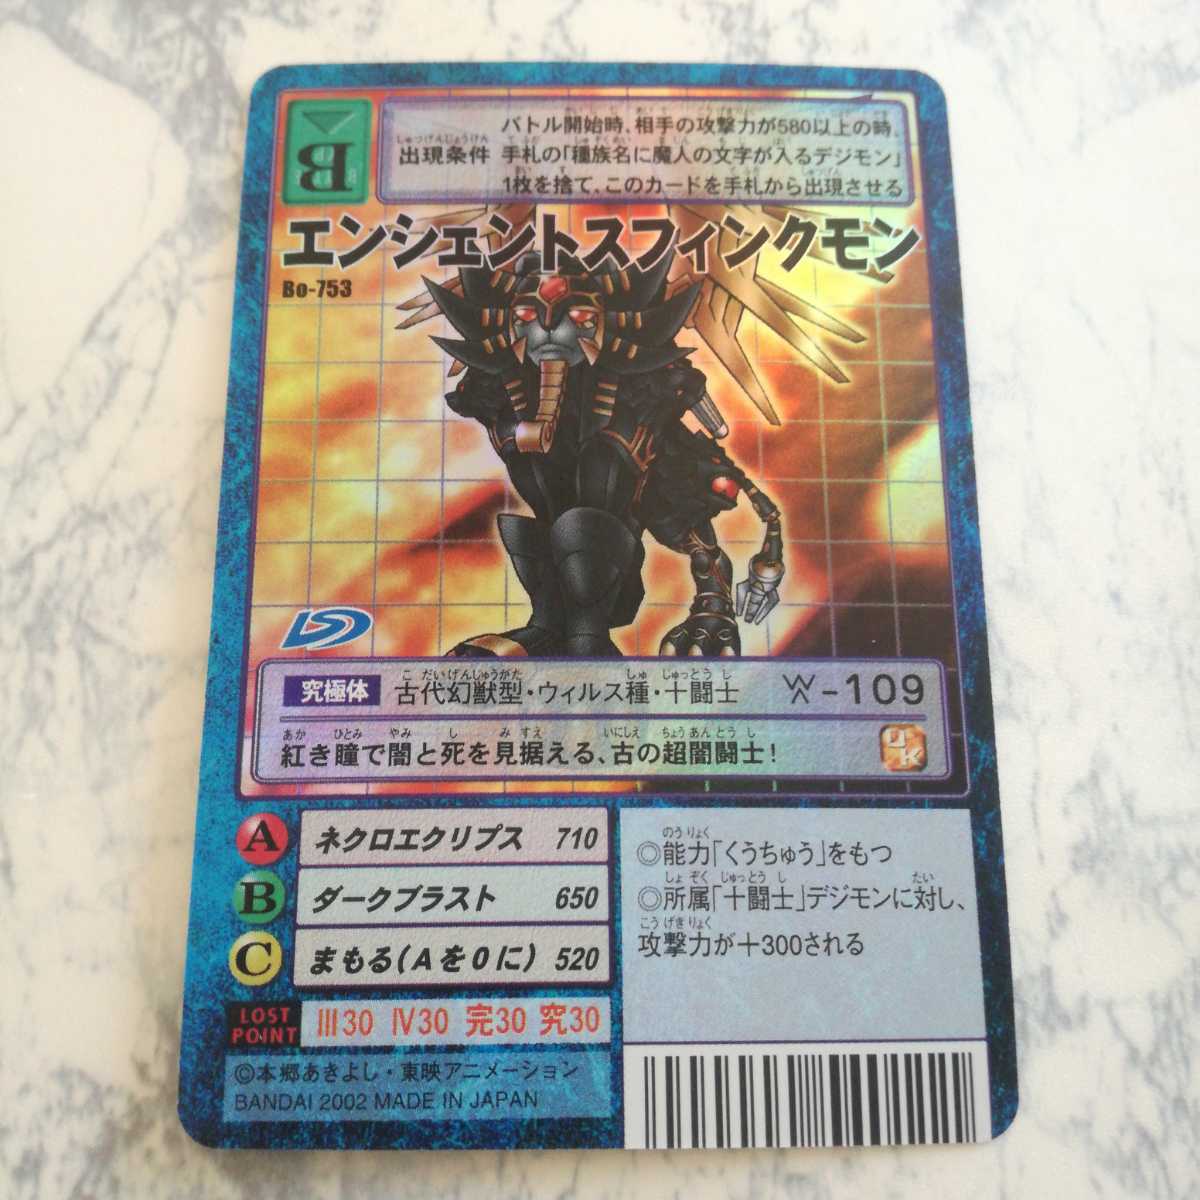 B
出現条件
バトル開始時、相手の攻撃力が580以上の時、
手札の「種族名に魔人の文字が入るデジモン」
1枚を捨て、このカードを手札から出現させる
エンシェントスフィンクモン
Bo-753
究極体 古代幻獣型・ウィルス種・十闘士 -109
紅き瞳で闇と死を見据える、古の超闇闘士!
A ネクロエクリプス 710
B ダークブラスト 650
C まもる(Aを0に) 520
LOST POINT III30 IV30 完30 究30
◎能力「くうちゅう」をもつ
◎所属「十闘士」デジモンに対し、
攻撃力が+300される
©本郷あきよし・東映アニメーション
BANDAI 2002 MADE IN JAPAN